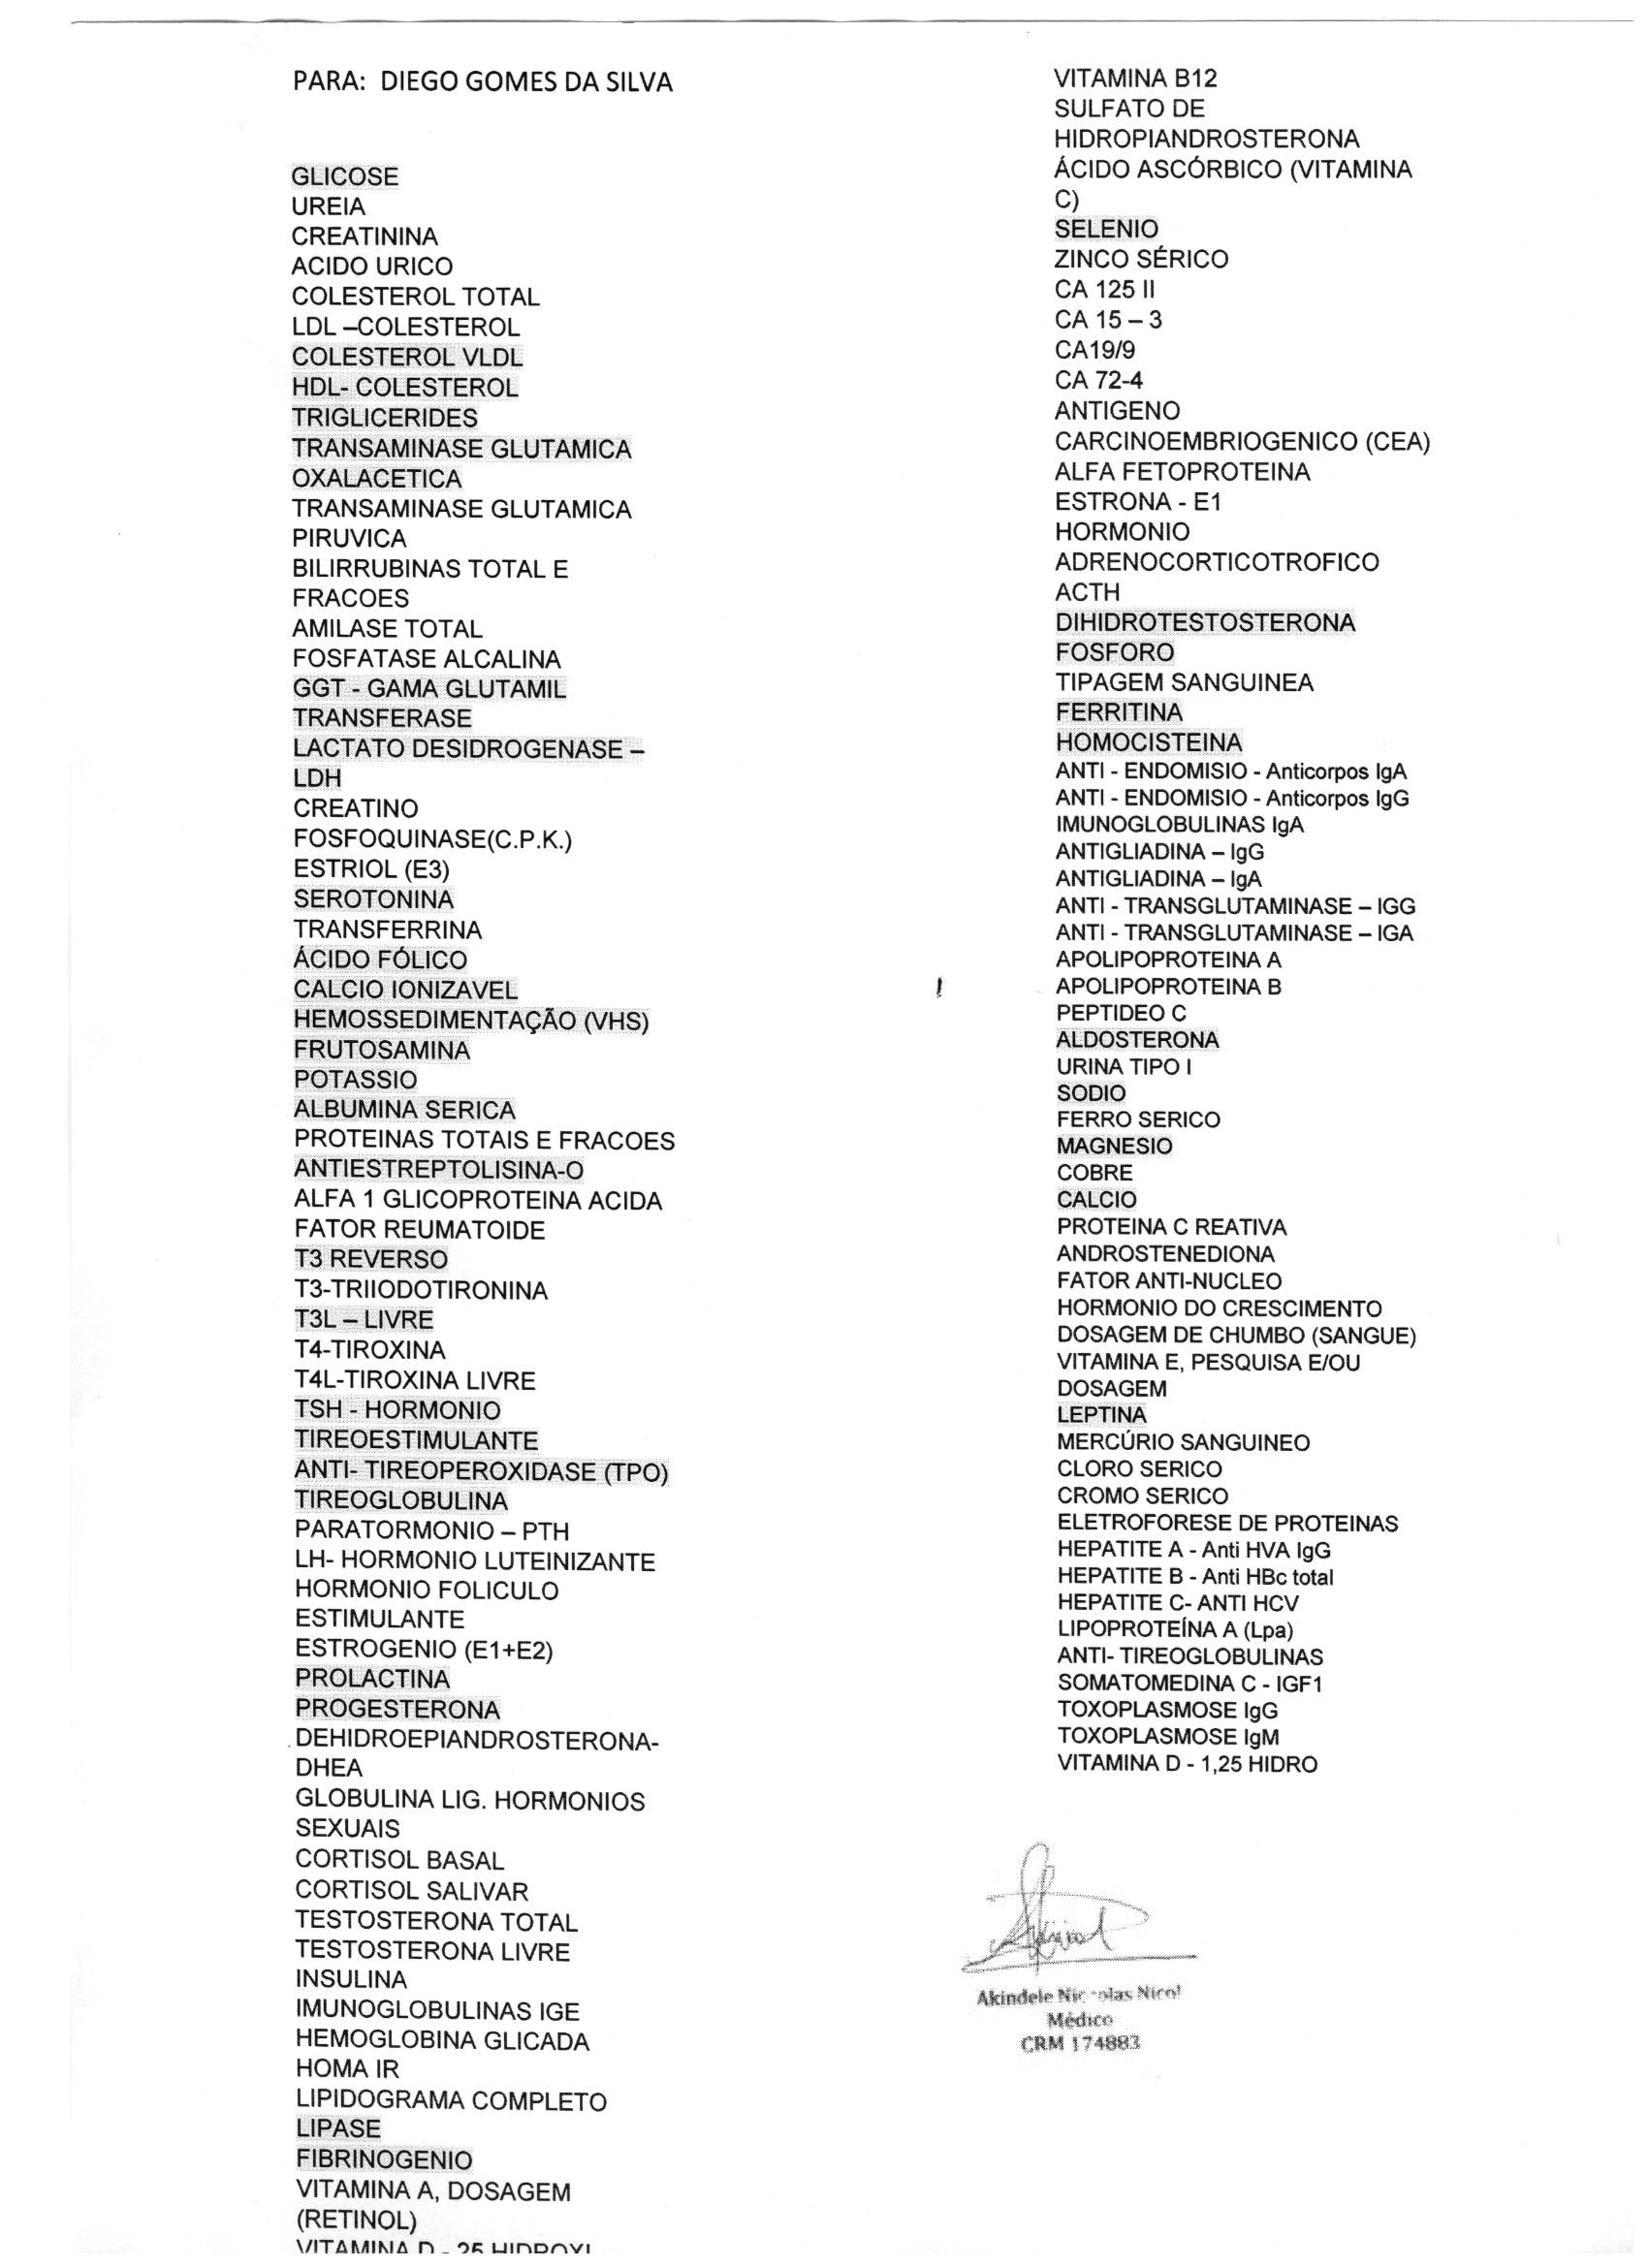 PARA: DIEGO GOMES DA SILVA
GLICOSE
UREIA
CREATININA
ACIDO URICO
COLESTEROL TOTAL
LDL –COLESTEROL
COLESTEROL VLDL
HDL- COLESTEROL
TRIGLICERIDES
TRANSAMINASE GLUTAMICA
OXALACETICA
TRANSAMINASE GLUTAMICA
PIRUVICA
BILIRRUBINAS TOTAL E
FRACOES
AMILASE TOTAL
FOSFATASE ALCALINA
GGT - GAMA GLUTAMIL
TRANSFERASE
LACTATO DESIDROGENASE –
LDH
CREATINO
FOSFOQUINASE(C.P.K.)
ESTRIOL (E3)
SEROTONINA
TRANSFERRINA
ÁCIDO FÓLICO
CALCIO IONIZAVEL
HEMOSSEDIMENTAÇÃO (VHS)
FRUTOSAMINA
POTASSIO
ALBUMINA SERICA
PROTEINAS TOTAIS E FRACOES
ANTIESTREPTOLISINA-O
ALFA 1 GLICOPROTEINA ACIDA
FATOR REUMATOIDE
T3 REVERSO
T3-TRIIODOTIRONINA
T3L – LIVRE
T4-TIROXINA
T4L-TIROXINA LIVRE
TSH - HORMONIO
TIREOESTIMULANTE
ANTI- TIREOPEROXIDASE (TPO)
TIREOGLOBULINA
PARATORMONIO – PTH
LH- HORMONIO LUTEINIZANTE
HORMONIO FOLICULO
ESTIMULANTE
ESTROGENIO (E1+E2)
PROLACTINA
PROGESTERONA
DEHIDROEPIANDROSTERONA-
DHEA
GLOBULINA LIG. HORMONIOS
SEXUAIS
CORTISOL BASAL
CORTISOL SALIVAR
TESTOSTERONA TOTAL
TESTOSTERONA LIVRE
INSULINA
IMUNOGLOBULINAS IGE
HEMOGLOBINA GLICADA
HOMA IR
LIPIDOGRAMA COMPLETO
LIPASE
FIBRINOGENIO
VITAMINA A, DOSAGEM
(RETINOL)
VITAMINA D - 25 HIDROXI
VITAMINA B12
SULFATO DE
HIDROPIANDROSTERONA
ÁCIDO ASCÓRBICO (VITAMINA
C)
SELENIO
ZINCO SÉRICO
CA 125 II
CA 15 – 3
CA19/9
CA 72-4
ANTIGENO
CARCINOEMBRIOGENICO (CEA)
ALFA FETOPROTEINA
ESTRONA - E1
HORMONIO
ADRENOCORTICOTROFICO
ACTH
DIHIDROTESTOSTERONA
FOSFORO
TIPAGEM SANGUINEA
FERRITINA
HOMOCISTEINA
ANTI - ENDOMISIO - Anticorpos IgA
ANTI - ENDOMISIO - Anticorpos IgG
IMUNOGLOBULINAS IgA
ANTIGLIADINA – IgG
ANTIGLIADINA – IgA
ANTI - TRANSGLUTAMINASE – IGG
ANTI - TRANSGLUTAMINASE – IGA
APOLIPOPROTEINA A
APOLIPOPROTEINA B
PEPTIDEO C
ALDOSTERONA
URINA TIPO I
SODIO
FERRO SERICO
MAGNESIO
COBRE
CALCIO
PROTEINA C REATIVA
ANDROSTENEDIONA
FATOR ANTI-NUCLEO
HORMONIO DO CRESCIMENTO
DOSAGEM DE CHUMBO (SANGUE)
VITAMINA E, PESQUISA E/OU
DOSAGEM
LEPTINA
MERCÚRIO SANGUINEO
CLORO SERICO
CROMO SERICO
ELETROFORESE DE PROTEINAS
HEPATITE A - Anti HVA IgG
HEPATITE B - Anti HBc total
HEPATITE C- ANTI HCV
LIPOPROTEÍNA A (Lpa)
ANTI- TIREOGLOBULINAS
SOMATOMEDINA C - IGF1
TOXOPLASMOSE IgG
TOXOPLASMOSE IgM
VITAMINA D - 1,25 HIDRO
Akindele Nicol
Médico
CRM 174883